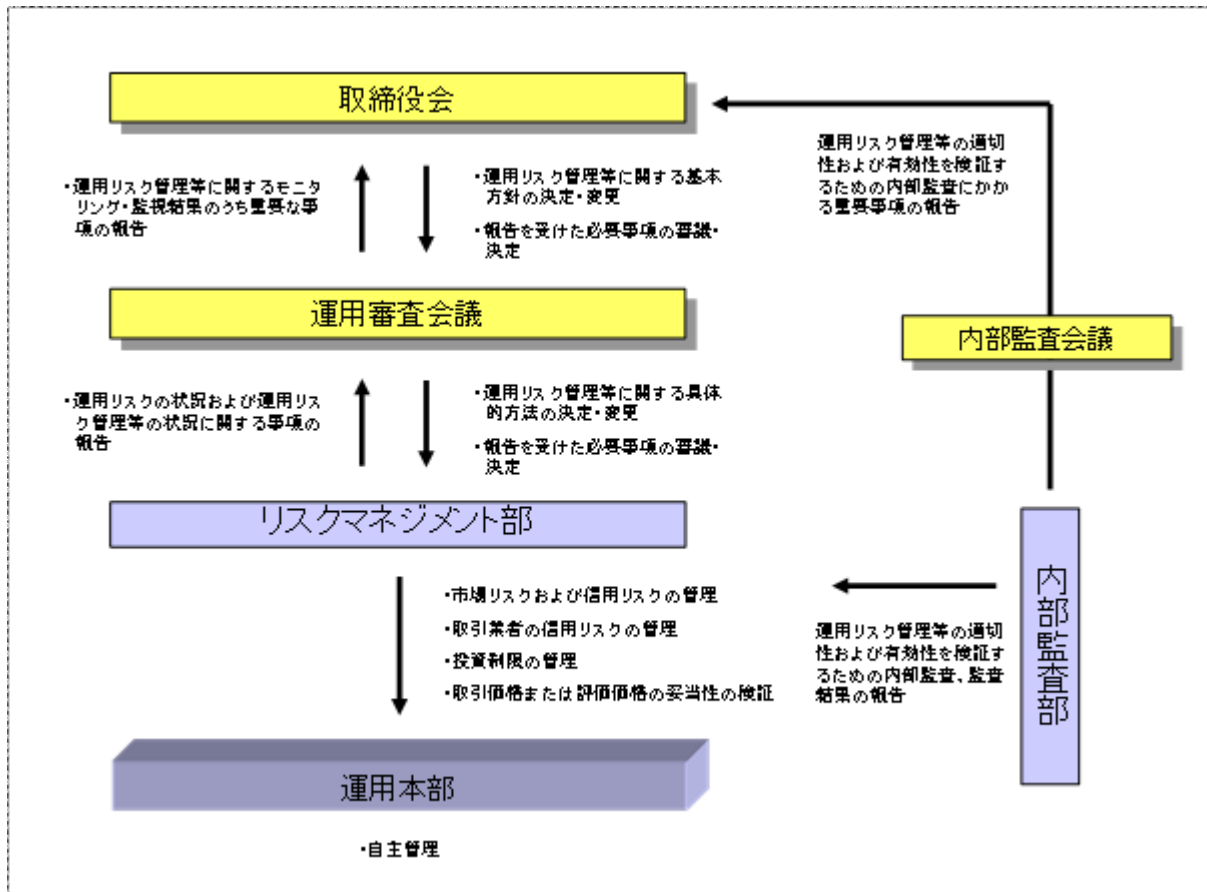 取締役会
・運用リスク管理等に関するモニタ
リング・監視結果のうち重要な事
項の報告
・運用リスク管理等に関する基本
方針の決定・変更
・報告を受けた必要事項の審議・
決定
運用リスク管理等の適切
性および有効性を検証す
るための内部監査にかか
る重要事項の報告
運用審査会議
内部監査会議
・運用リスクの状況および運用リス
ク管理等の状況に関する事項の
報告
・運用リスク管理等に関する具体
的方法の決定・変更
・報告を受けた必要事項の審議・
決定
リスクマネジメント部
・市場リスクおよび信用リスクの管理
・取引業者の信用リスクの管理
・投資制限の管理
・取引価格または評価価格の妥当性の検証
運用リスク管理等の適切
性および有効性を検証す
るための内部監査、監査
結果の報告
内部監査部
運用本部
・自主管理